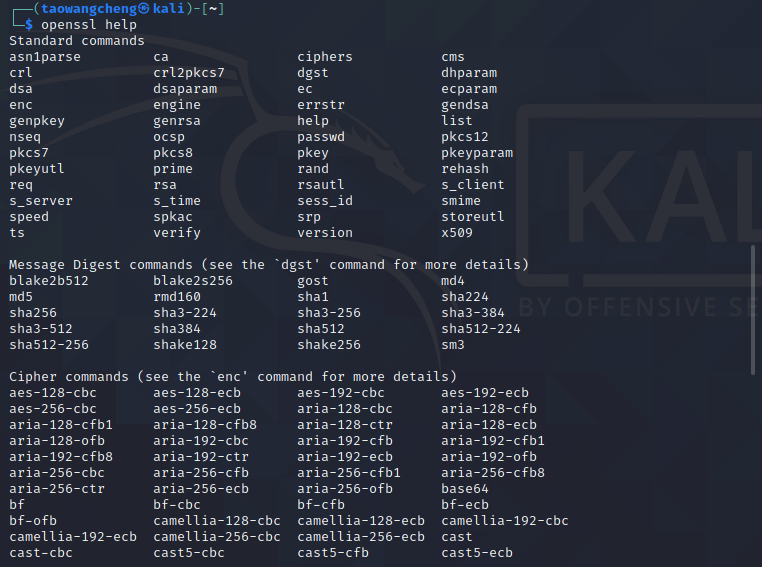 (taowangcheng㉿kali)-[~]
$ openssl help
Standard commands
asn1parse ca ciphers cms
crl crl2pkcs7 dgst dhparam
dsa dsaparam ec ecparam
enc engine errstr gendsa
genpkey genrsa help list
nseq ocsp passwd pkcs12
pkcs7 pkcs8 pkey pkeyparam
pkeyutl prime rand rehash
req rsa rsautl s_client
s_server s_time sess_id smime
speed spkac srp storeutl
ts verify version x509
Message Digest commands (see the `dgst' command for more details)
blake2b512 blake2s256 gost md4
md5 rmd160 sha1 sha224
sha256 sha3-224 sha3-256 sha3-384
sha3-512 sha384 sha512 sha512-224
sha512-256 shake128 shake256 sm3
Cipher commands (see the `enc' command for more details)
aes-128-cbc aes-128-ecb aes-192-cbc aes-192-ecb
aes-256-cbc aes-256-ecb aria-128-cbc aria-128-cfb
aria-128-cfb1 aria-128-cfb8 aria-128-ctr aria-128-ecb
aria-128-ofb aria-192-cbc aria-192-cfb aria-192-cfb1
aria-192-cfb8 aria-192-ctr aria-192-ecb aria-192-ofb
aria-256-cbc aria-256-cfb aria-256-cfb1 aria-256-cfb8
aria-256-ctr aria-256-ecb aria-256-ofb base64
bf bf-cbc bf-cfb bf-ecb
bf-ofb camellia-128-cbc camellia-128-ecb camellia-192-cbc
camellia-192-ecb camellia-256-cbc camellia-256-ecb cast
cast-cbc cast5-cbc cast5-cfb cast5-ecb
KAL
BY OFFENSIVE SE